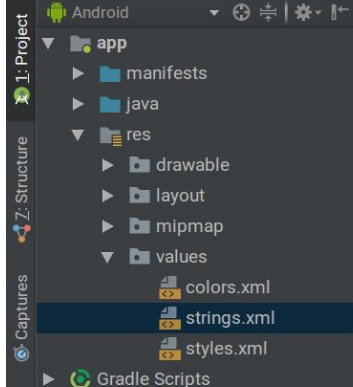 Android
1: Project
app
manifests
java
res
drawable
layout
mipmap
values
colors.xml
strings.xml
styles.xml
Gradle Scripts
7: Structure
Captures